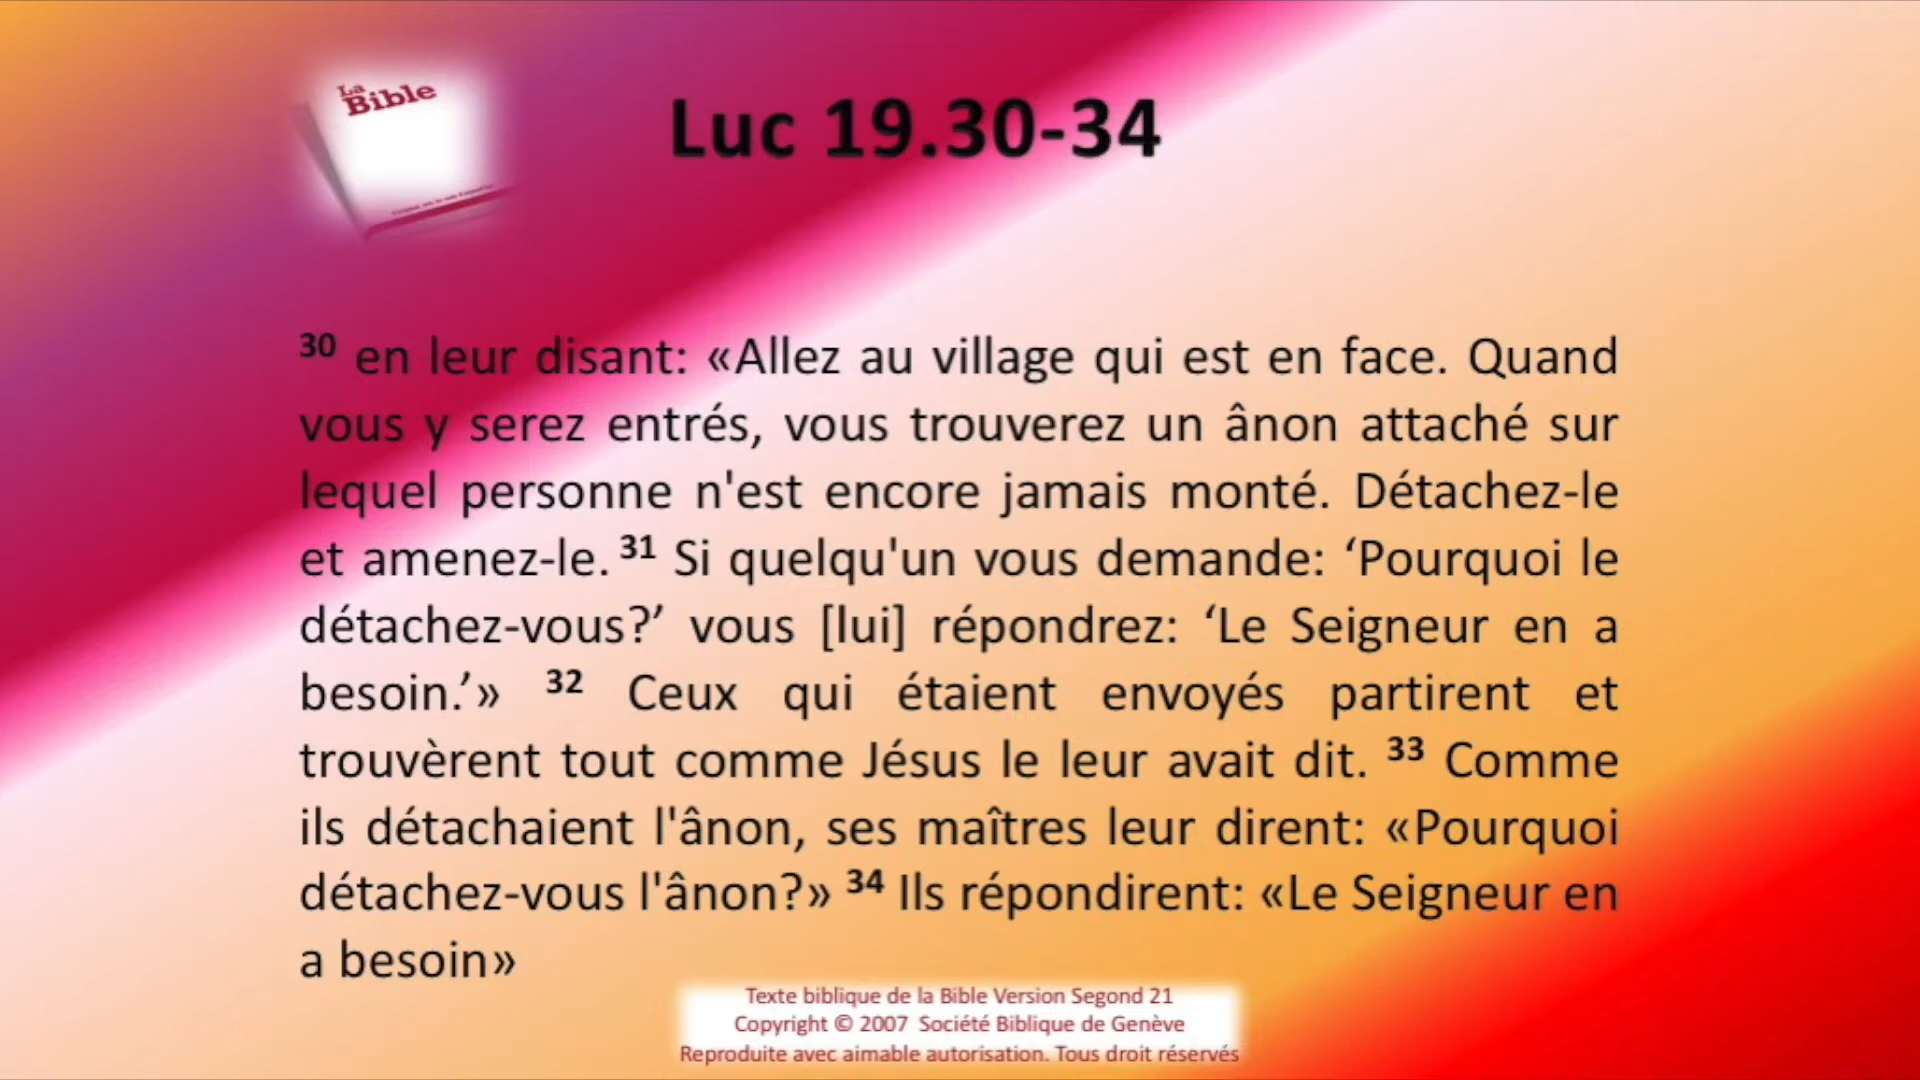 La
Bible
Luc 19.30-34
30 en leur disant: «Allez au village qui est en face. Quand
vous y serez entrés, vous trouverez un ânon attaché sur
lequel personne n'est encore jamais monté. Détachez-le
et amenez-le. 31 Si quelqu'un vous demande: ‘Pourquoi le
détachez-vous?’ vous [lui] répondrez: ‘Le Seigneur en a
besoin.’» 32 Ceux qui étaient envoyés partirent et
trouvèrent tout comme Jésus le leur avait dit. 33 Comme
ils détachaient l'ânon, ses maîtres leur dirent: «Pourquoi
détachez-vous l'ânon?» 34 Ils répondirent: «Le Seigneur en
a besoin»
Texte biblique de la Bible Version Segond 21
Copyright © 2007 Société Biblique de Genève
Reproduite avec aimable autorisation. Tous droit réservés